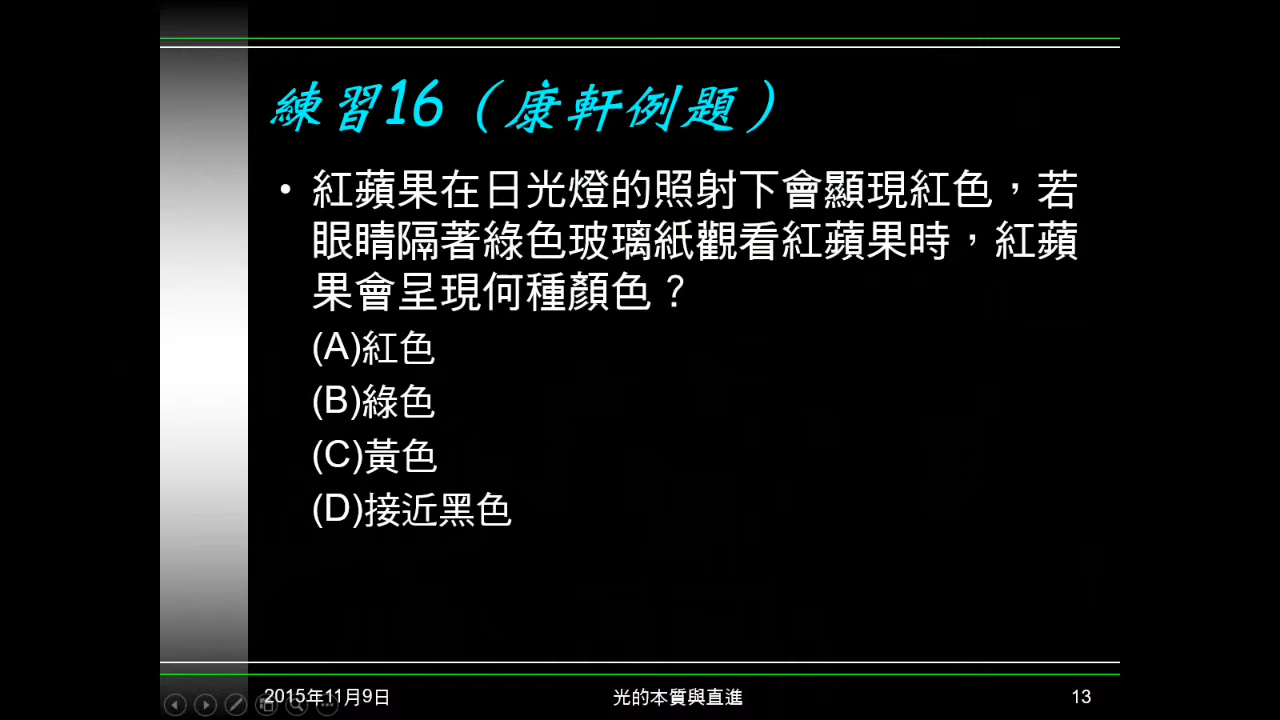 練習16（康軒例題）
• 紅蘋果在日光燈的照射下會顯現紅色，若
眼睛隔著綠色玻璃紙觀看紅蘋果時，紅蘋
果會呈現何種顏色？
(A)紅色
(B)綠色
(C)黃色
(D)接近黑色
2015年11月9日
光的本質與直進
13